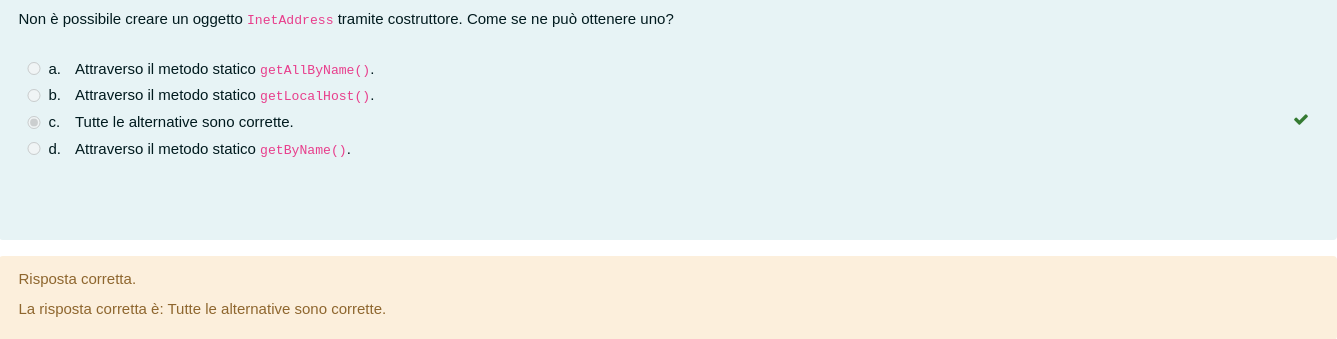 Non è possibile creare un oggetto InetAddress tramite costruttore. Come se ne può ottenere uno?
a. Attraverso il metodo statico getAllByName().
b. Attraverso il metodo statico getLocalHost().
c. Tutte le alternative sono corrette.
d. Attraverso il metodo statico getByName().
Risposta corretta.
La risposta corretta è: Tutte le alternative sono corrette.